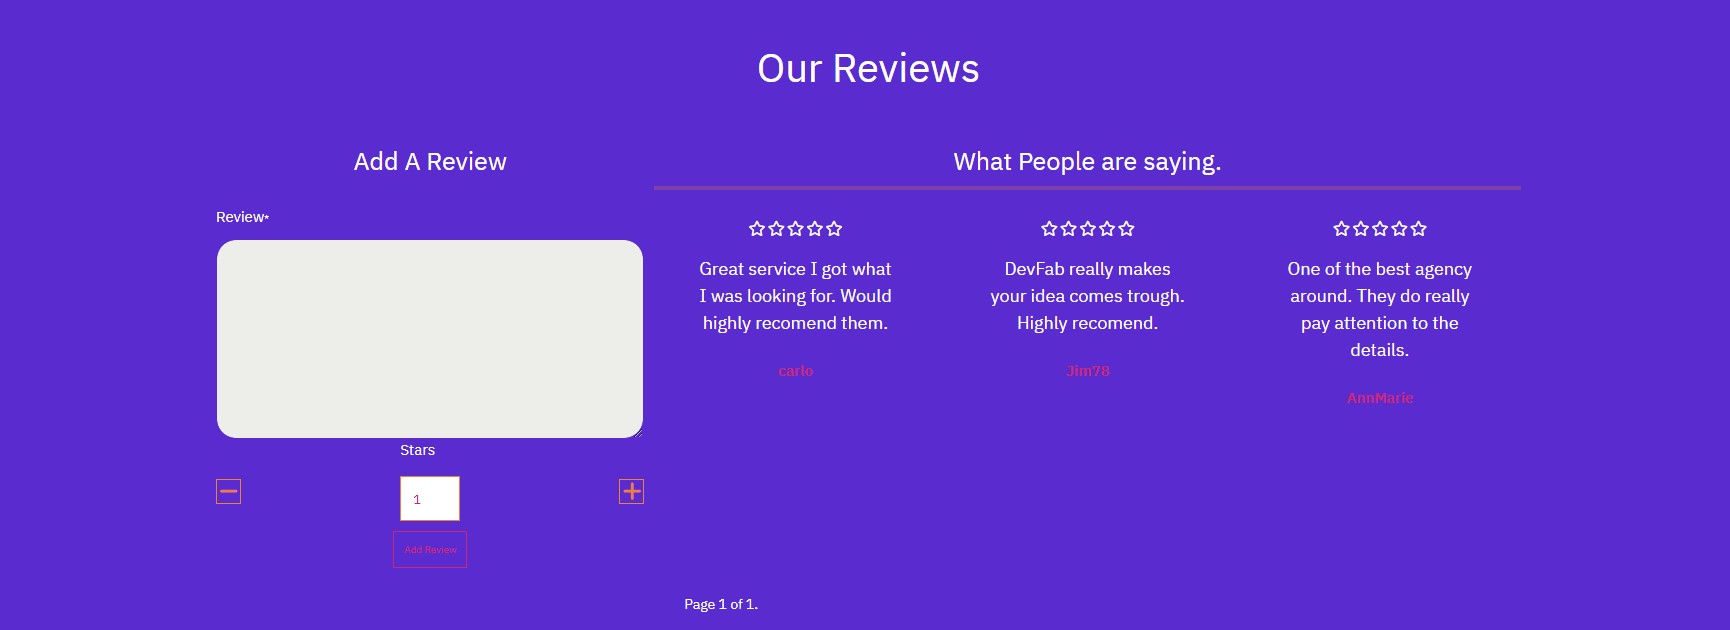 Our Reviews
Add A Review
Review*
Stars
1
Add Review
What People are saying.
Great service I got what
I was looking for. Would
highly recomend them.
carlo
DevFab really makes
your idea comes trough.
Highly recomend.
Jim78
One of the best agency
around. They do really
pay attention to the
details.
AnnMarie
Page 1 of 1.